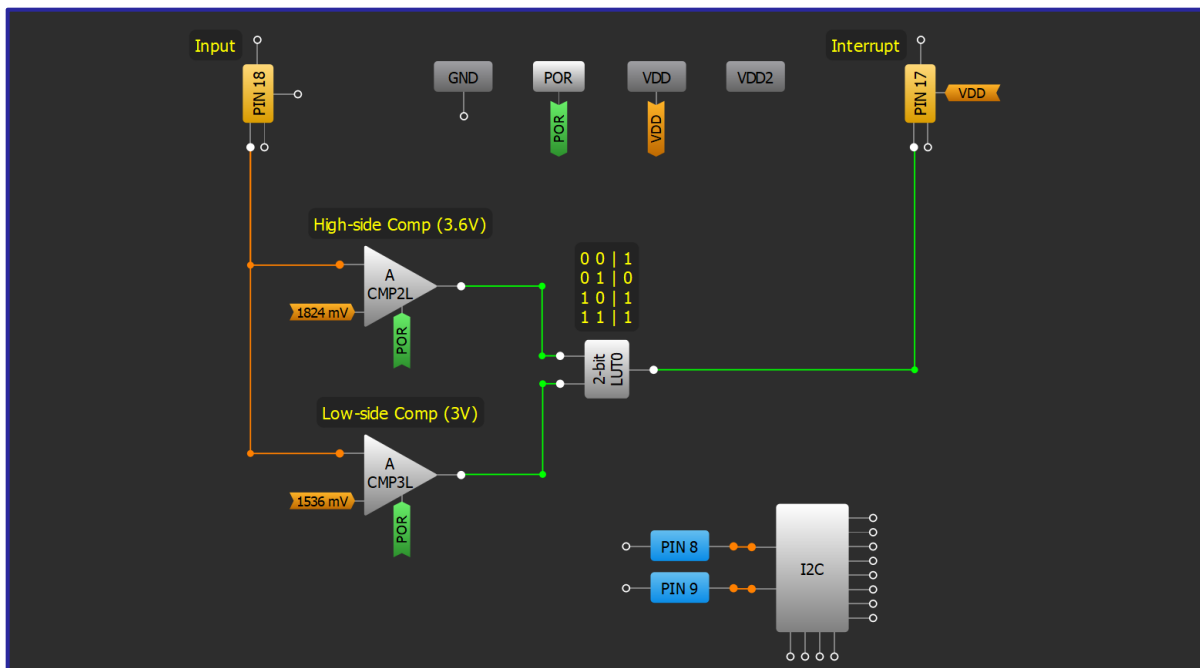 Input
PIN 18
GND
POR
POR
VDD
VDD
VDD2
Interrupt
PIN 17
VDD
High-side Comp (3.6V)
A
CMP2L
1824 mV
POR
0 0 | 1
0 1 | 0
1 0 | 1
1 1 | 1
2-bit
LUT0
Low-side Comp (3V)
A
CMP3L
1536 mV
POR
PIN 8
PIN 9
I2C